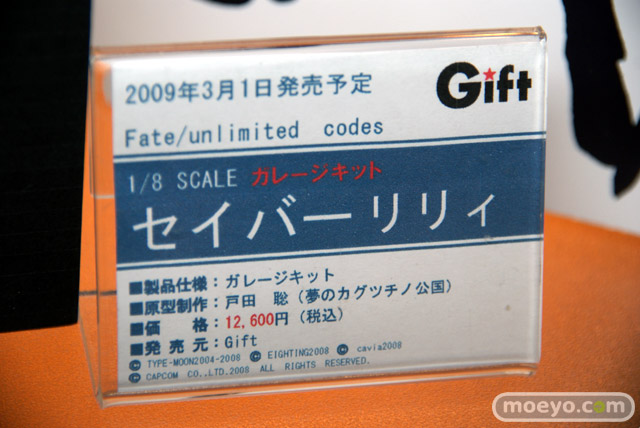 2009年3月1日発売予定
Gift
Fate/unlimited codes
1/8 SCALE ガレージキット
セイバーリリィ
■製品仕様：ガレージキット
■原型制作：戸田 聡（夢のカグツチノ公国）
■価　　格：12,600円（税込）
■発 売 元：Gift
© TYPE-MOON2004-2008 © EIGHTING2008 © cavia2008
© CAPCOM CO.,LTD.2008 ALL RIGHTS RESERVED.
moeyo.com